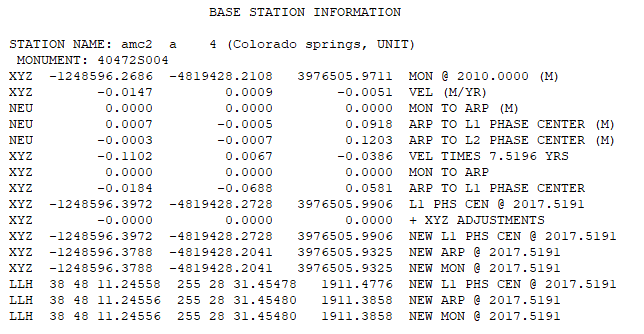 BASE STATION INFORMATION
STATION NAME: amc2 a 4 (Colorado springs, UNIT)
MONUMENT: 40472S004
XYZ -1248596.2686 -4819428.2108 3976505.9711 MON @ 2010.0000 (M)
XYZ -0.0147 0.0009 -0.0051 VEL (M/YR)
NEU 0.0000 0.0000 0.0000 MON TO ARP (M)
NEU 0.0007 -0.0005 0.0918 ARP TO L1 PHASE CENTER (M)
NEU -0.0003 -0.0007 0.1203 ARP TO L2 PHASE CENTER (M)
XYZ -0.1102 0.0067 -0.0386 VEL TIMES 7.5196 YRS
XYZ 0.0000 0.0000 0.0000 MON TO ARP
XYZ -0.0184 -0.0688 0.0581 ARP TO L1 PHASE CENTER
XYZ -1248596.3972 -4819428.2728 3976505.9906 L1 PHS CEN @ 2017.5191
XYZ -0.0000 0.0000 0.0000 + XYZ ADJUSTMENTS
XYZ -1248596.3972 -4819428.2728 3976505.9906 NEW L1 PHS CEN @ 2017.5191
XYZ -1248596.3788 -4819428.2041 3976505.9325 NEW ARP @ 2017.5191
XYZ -1248596.3788 -4819428.2041 3976505.9325 NEW MON @ 2017.5191
LLH 38 48 11.24558 255 28 31.45478 1911.4776 NEW L1 PHS CEN @ 2017.5191
LLH 38 48 11.24556 255 28 31.45480 1911.3858 NEW ARP @ 2017.5191
LLH 38 48 11.24556 255 28 31.45480 1911.3858 NEW MON @ 2017.5191